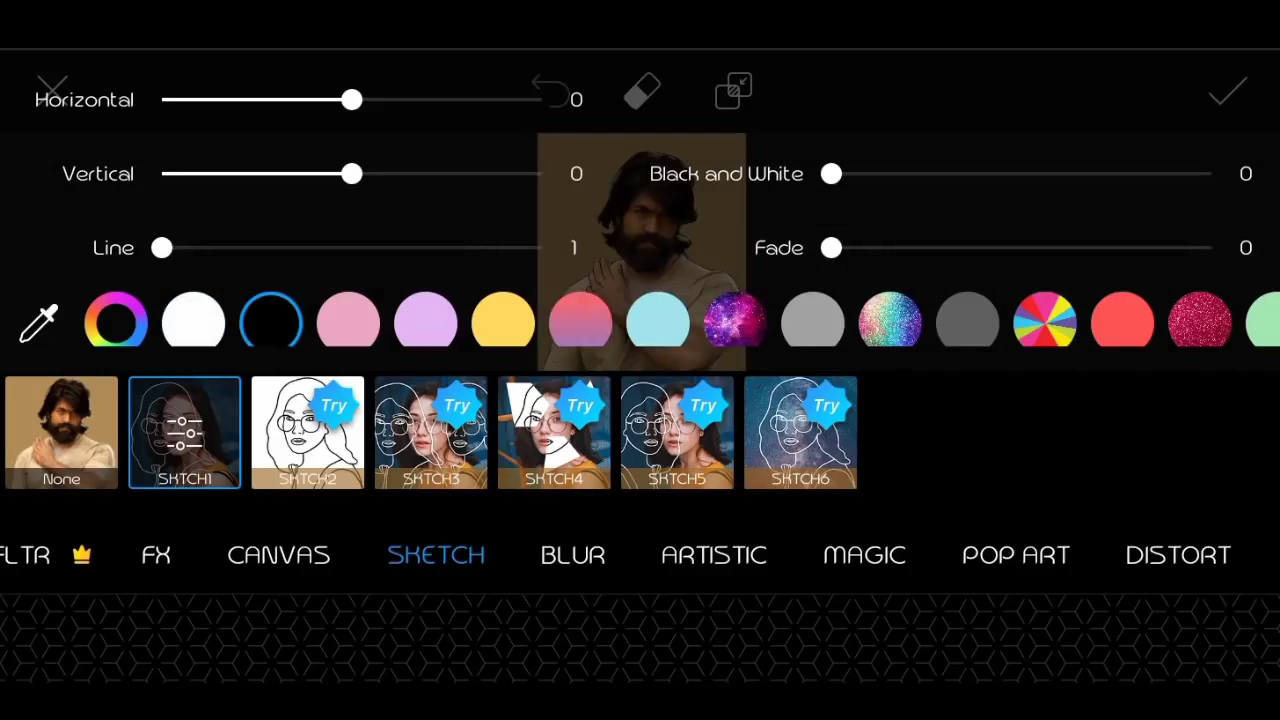 Horizontal 0
Vertical 0 Black and White 0
Line 1 Fade 0
Try Try Try Try Try
None SKTCH1 SKTCH2 SKTCH3 SKTCH4 SKTCH5 SKTCH6
FLTR FX CANVAS SKETCH BLUR ARTISTIC MAGIC POP ART DISTORT